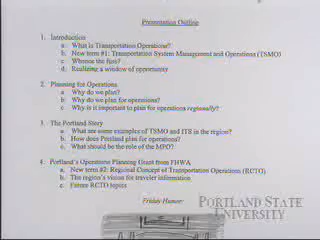 Presentation Outline
1. Introduction
a. What is Transportation Operations?
b. New term #1: Transportation System Management and Operations (TSMO)
c. Whence the fuss?
d. Realizing a window of opportunity
2. Planning for Operations
a. Why do we plan?
b. Why do we plan for operations?
c. Why is it important to plan for operations regionally?
3. The Portland Story
a. What are some examples of TSMO and ITS in the region?
b. How does Portland plan for operations?
c. What should be the role of the MPO?
4. Portland's Operations Planning Grant from FHWA
a. New term #2: Regional Concept of Transportation Operations (RCTO)
b. The region's vision for traveler information
c. Future RCTO topics
Friday Humor:
PORTLAND STATE
UNIVERSITY